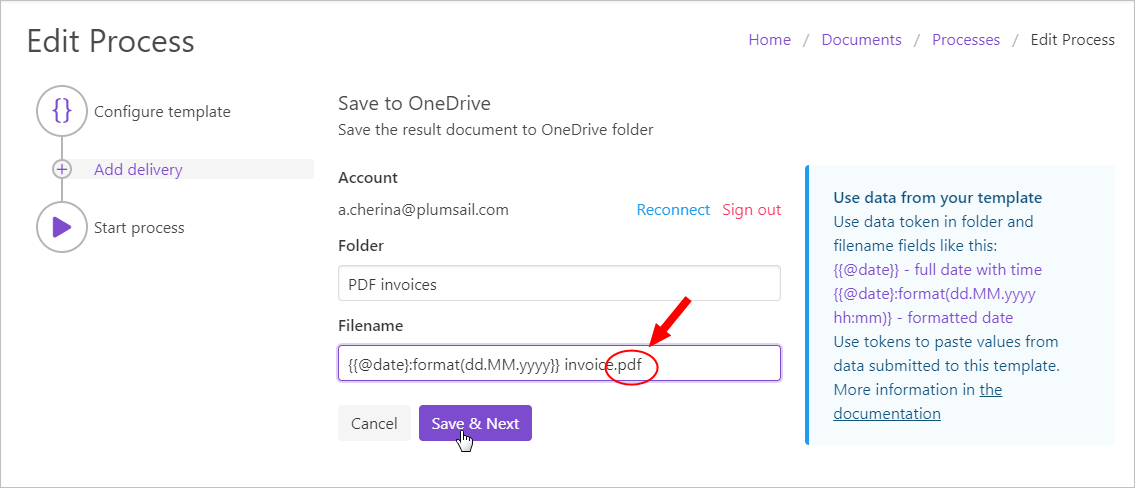 Edit Process
Home / Documents / Processes / Edit Process
{} Configure template
+ Add delivery
Start process
Save to OneDrive
Save the result document to OneDrive folder
Account
a.cherina@plumsail.com Reconnect Sign out
Folder
PDF invoices
Filename
{{@date}:format(dd.MM.yyyy}} invoice.pdf
Cancel Save & Next
Use data from your template
Use data token in folder and
filename fields like this:
{{@date}} - full date with time
{{@date}:format(dd.MM.yyyy
hh:mm)} - formatted date
Use tokens to paste values from
data submitted to this template.
More information in the
documentation